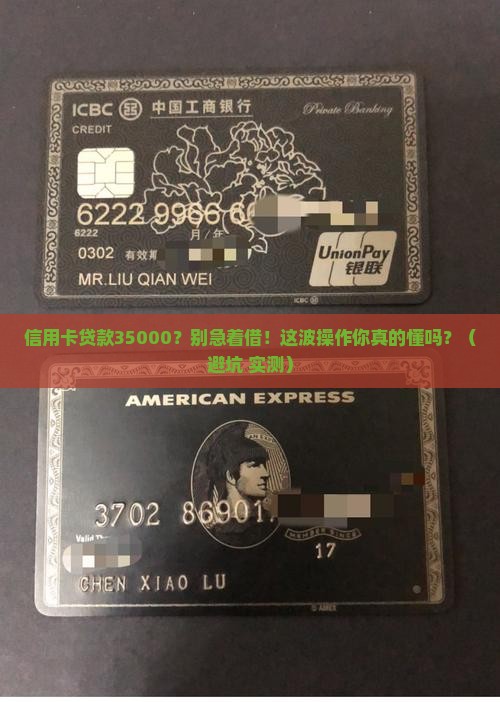 ICBC 中国工商银行
Private Banking
CREDIT
6222 9966 6
6222
月/年
0302 有效期
UnionPay
银联
MR.LIU QIAN WEI
ICBC
信用卡贷款35000？别急着借！这波操作你真的懂吗？（
避坑 实测）
AMERICAN EXPRESS
3702 86901
MEMBER SINCE
Valid
17
CHEN XIAO LU
© AMEX